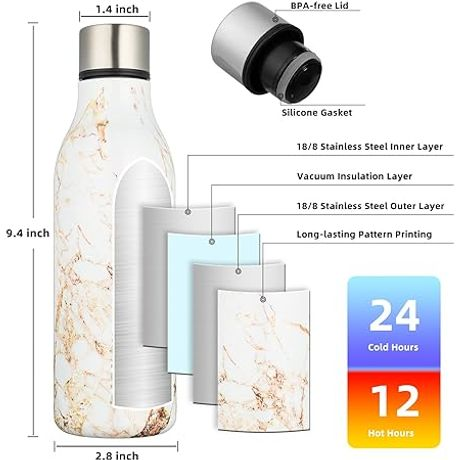 1.4 inch
BPA-free Lid
Silicone Gasket
18/8 Stainless Steel Inner Layer
Vacuum Insulation Layer
18/8 Stainless Steel Outer Layer
Long-lasting Pattern Printing
9.4 inch
24
Cold Hours
12
Hot Hours
2.8 inch